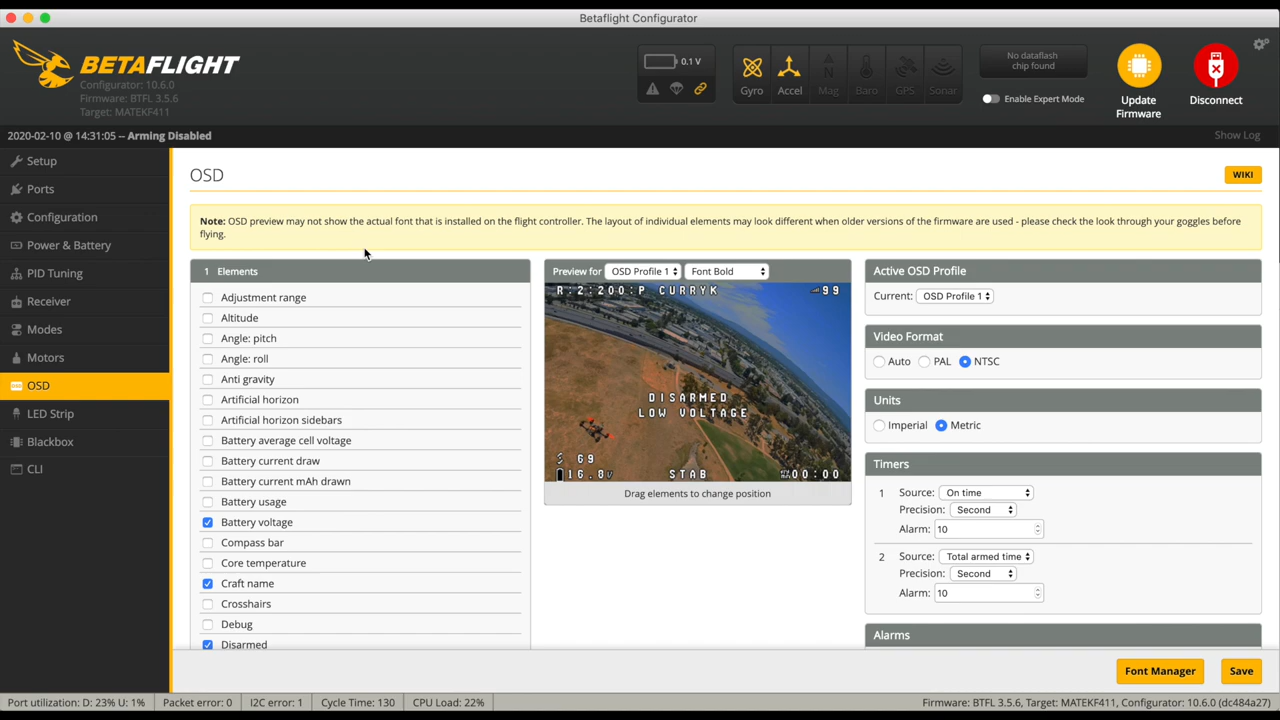 Betaflight Configurator
BETAFLIGHT
Configurator: 10.6.0
Firmware: BTFL 3.5.6
Target: MATEKF411
0.1 V
Gyro
Accel
Mag
Baro
GPS
Sonar
No dataflash
chip found
Enable Expert Mode
Update
Firmware
Disconnect
2020-02-10 @ 14:31:05 -- Arming Disabled
Show Log
Setup
Ports
Configuration
Power & Battery
PID Tuning
Receiver
Modes
Motors
OSD
LED Strip
Blackbox
CLI
OSD
WIKI
Note: OSD preview may not show the actual font that is installed on the flight controller. The layout of individual elements may look different when older versions of the firmware are used - please check the look through your goggles before
flying.
1 Elements
Adjustment range
Altitude
Angle: pitch
Angle: roll
Anti gravity
Artificial horizon
Artificial horizon sidebars
Battery average cell voltage
Battery current draw
Battery current mAh drawn
Battery usage
Battery voltage
Compass bar
Core temperature
Craft name
Crosshairs
Debug
Disarmed
Preview for OSD Profile 1 Font Bold
R:2:200:P CURRYK 99
DISARMED
LOW VOLTAGE
69
16.8V STAB 00:00
Drag elements to change position
Active OSD Profile
Current: OSD Profile 1
Video Format
Auto PAL NTSC
Units
Imperial Metric
Timers
1 Source: On time
Precision: Second
Alarm: 10
2 Source: Total armed time
Precision: Second
Alarm: 10
Alarms
Font Manager
Save
Port utilization: D: 23% U: 1% Packet error: 0 I2C error: 1 Cycle Time: 130 CPU Load: 22% Firmware: BTFL 3.5.6, Target: MATEKF411, Configurator: 10.6.0 (dc484a27)